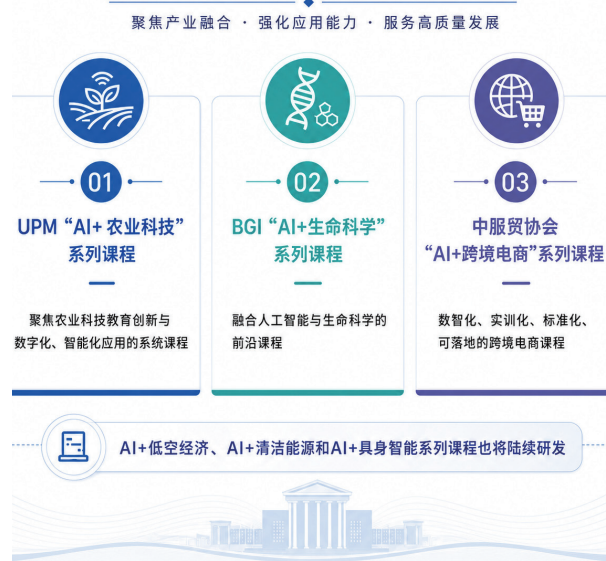 聚焦产业融合 · 强化应用能力 · 服务高质量发展
01
UPM “AI+ 农业科技”
系列课程
聚焦农业科技教育创新与
数字化、智能化应用的系统课程
02
BGI “AI+生命科学”
系列课程
融合人工智能与生命科学的
前沿课程
03
中服贸协会
“AI+跨境电商”系列课程
数智化、实训化、标准化、
可落地的跨境电商课程
AI+低空经济、AI+清洁能源和AI+具身智能系列课程也将陆续研发